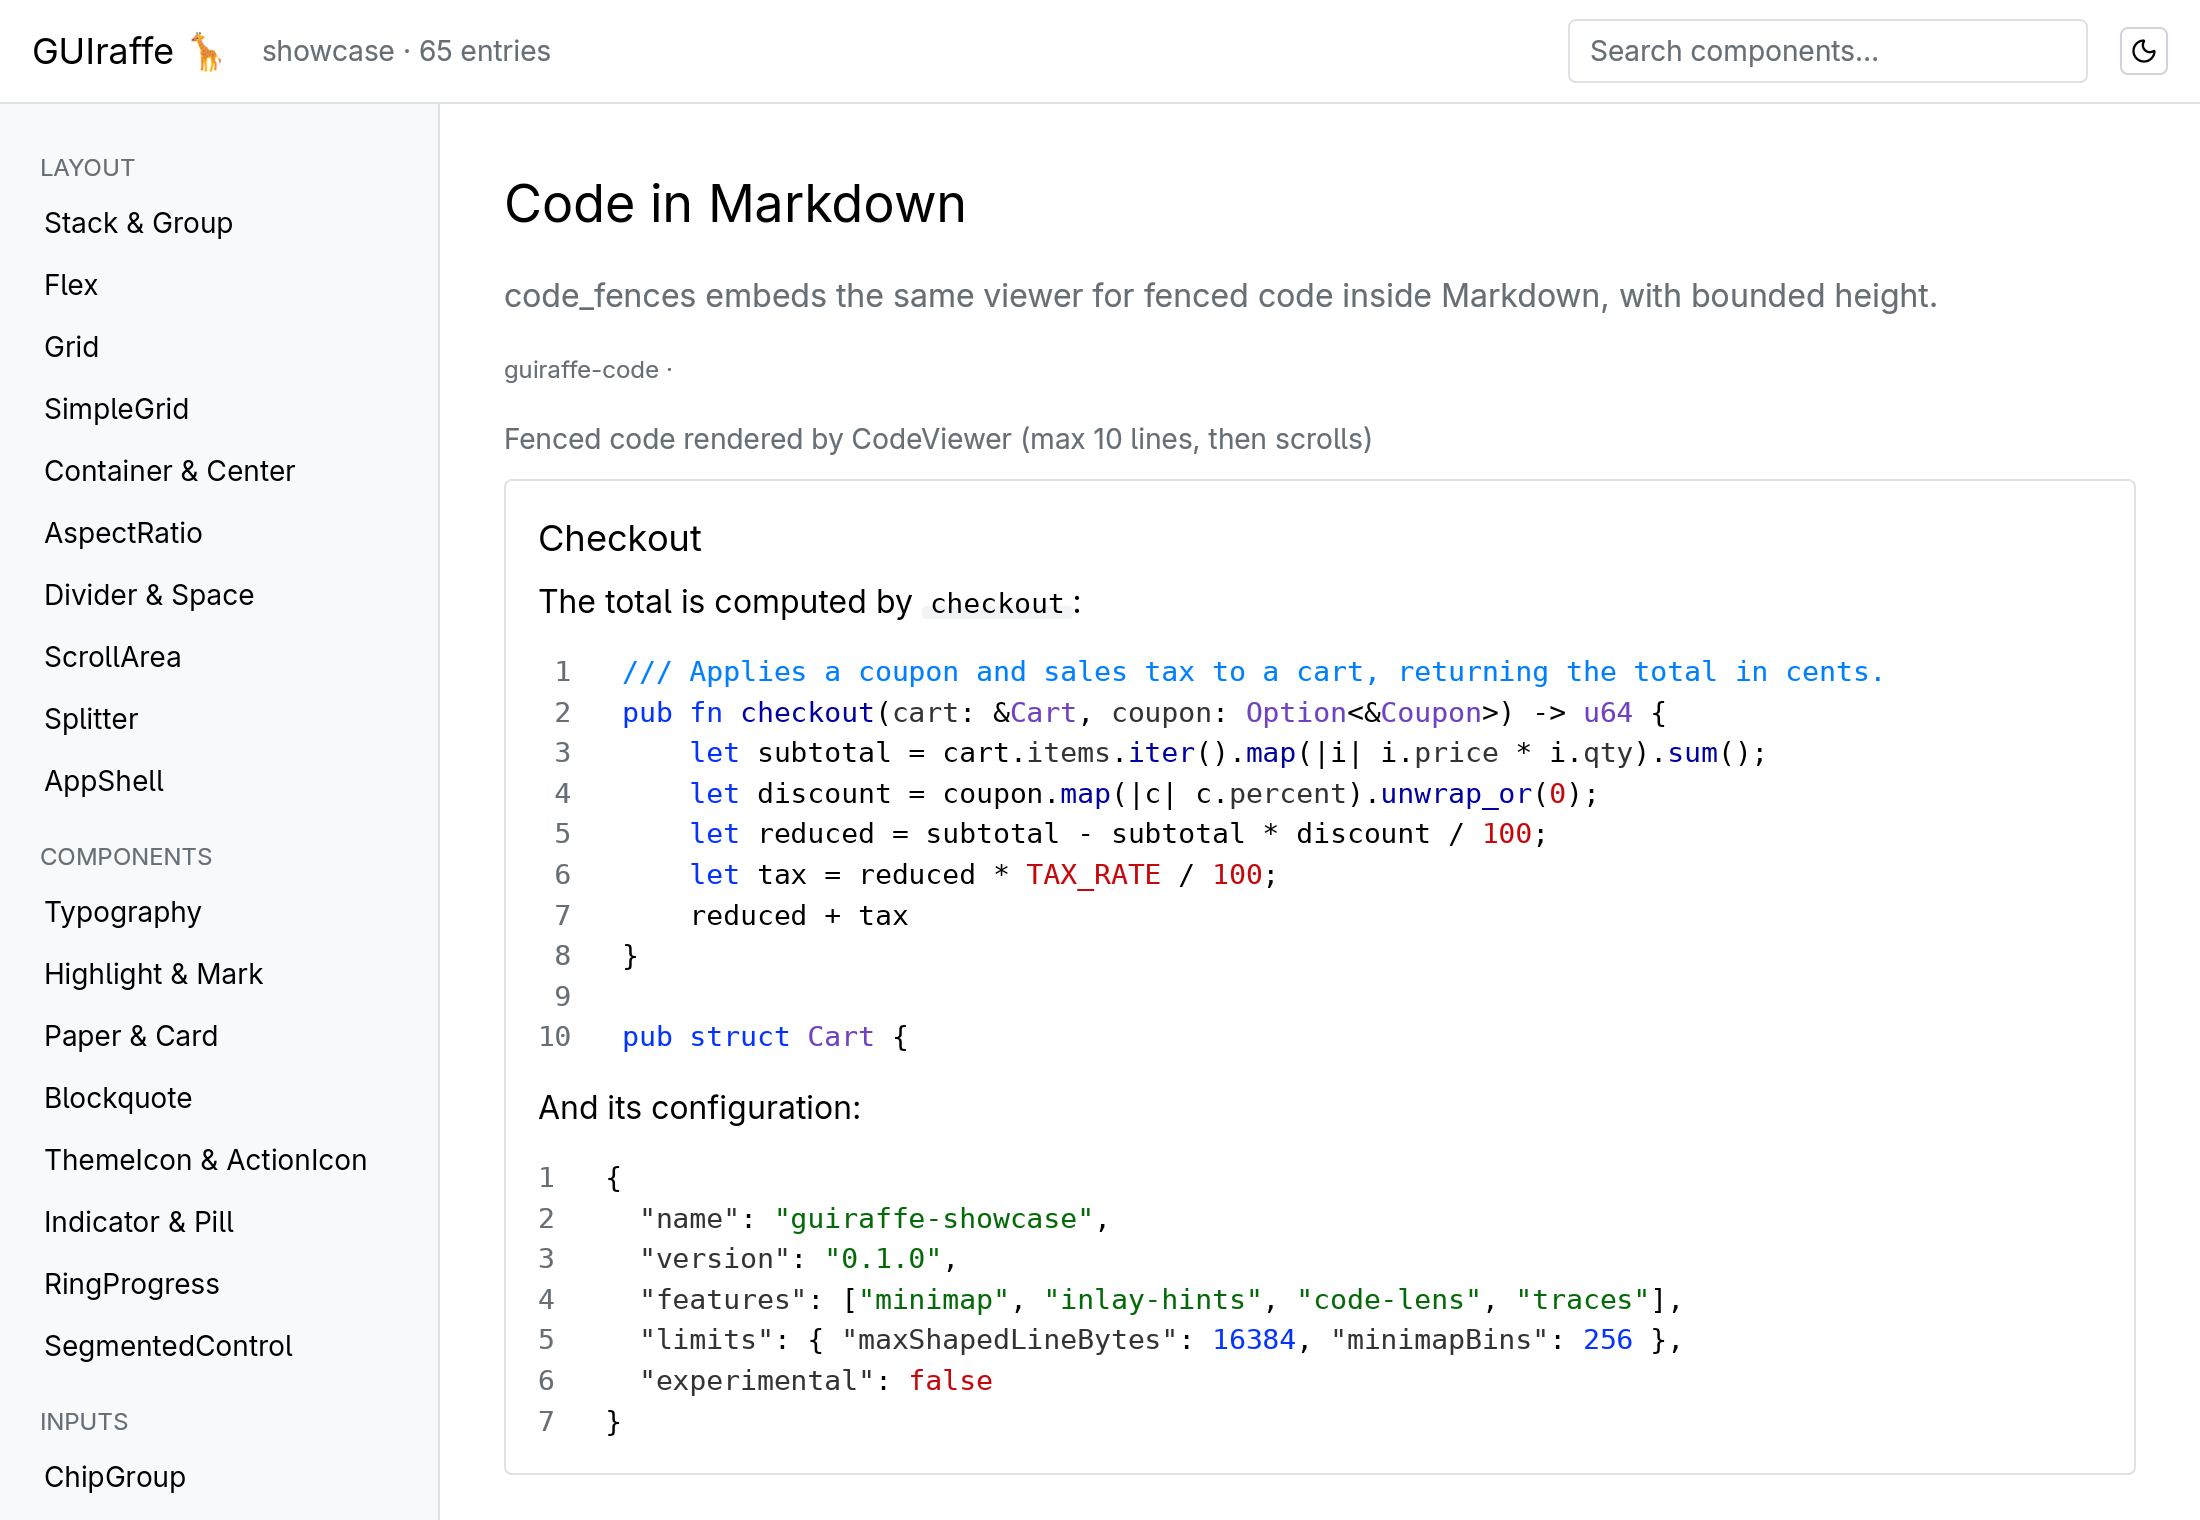 GUIraffe 🦒 showcase · 65 entries Search components...
LAYOUT
Stack & Group
Flex
Grid
SimpleGrid
Container & Center
AspectRatio
Divider & Space
ScrollArea
Splitter
AppShell
COMPONENTS
Typography
Highlight & Mark
Paper & Card
Blockquote
ThemeIcon & ActionIcon
Indicator & Pill
RingProgress
SegmentedControl
INPUTS
ChipGroup
Code in Markdown
code_fences embeds the same viewer for fenced code inside Markdown, with bounded height.
guiraffe-code ·
Fenced code rendered by CodeViewer (max 10 lines, then scrolls)
Checkout
The total is computed by checkout:
1 /// Applies a coupon and sales tax to a cart, returning the total in cents.
2 pub fn checkout(cart: &Cart, coupon: Option<&Coupon>) -> u64 {
3     let subtotal = cart.items.iter().map(|i| i.price * i.qty).sum();
4     let discount = coupon.map(|c| c.percent).unwrap_or(0);
5     let reduced = subtotal - subtotal * discount / 100;
6     let tax = reduced * TAX_RATE / 100;
7     reduced + tax
8 }
9
10 pub struct Cart {
And its configuration:
1 {
2   "name": "guiraffe-showcase",
3   "version": "0.1.0",
4   "features": ["minimap", "inlay-hints", "code-lens", "traces"],
5   "limits": { "maxShapedLineBytes": 16384, "minimapBins": 256 },
6   "experimental": false
7 }